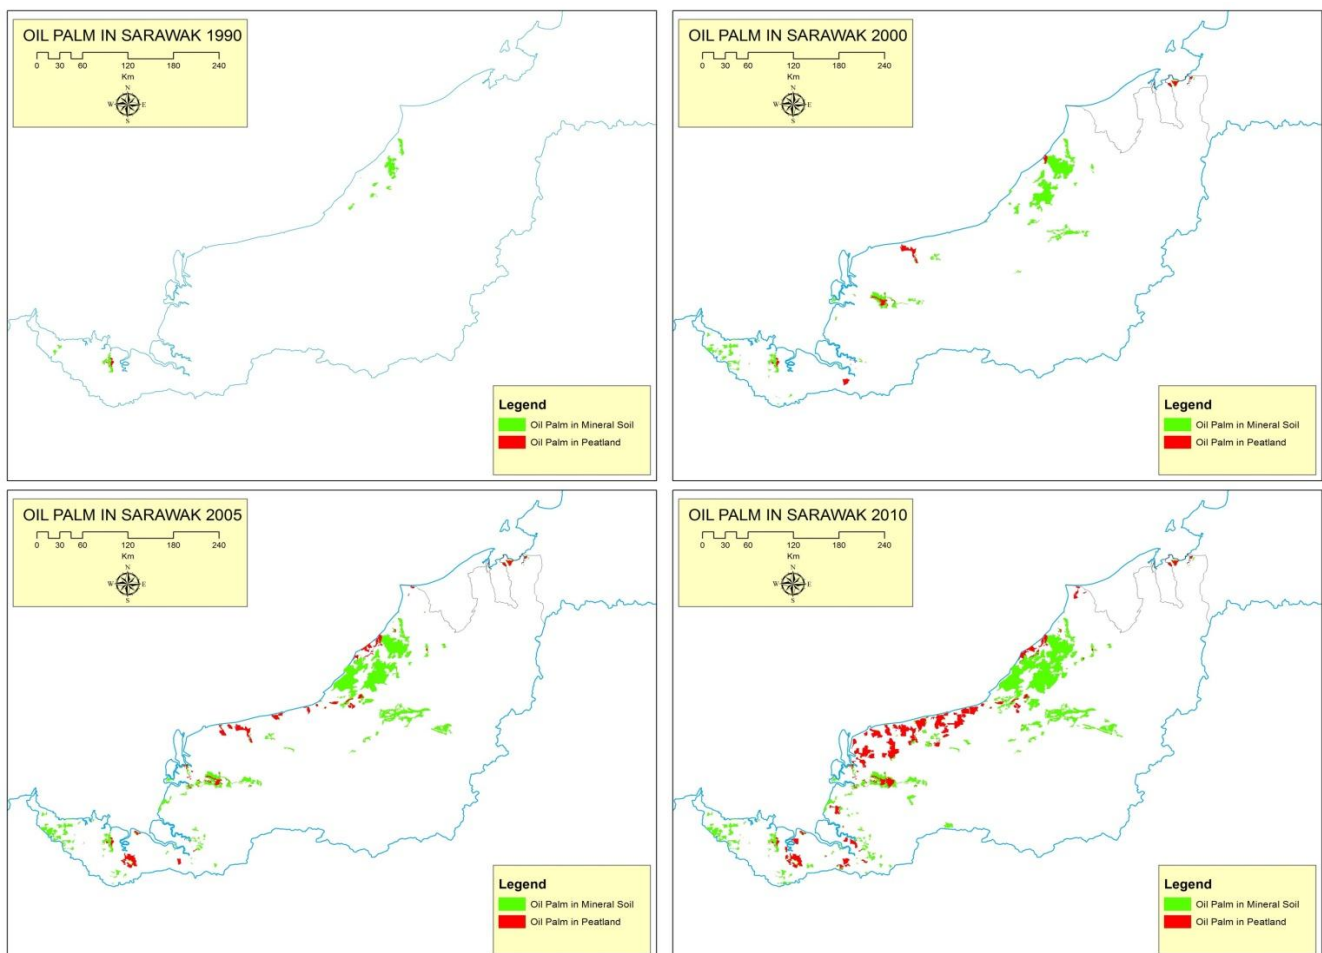 OIL PALM IN SARAWAK 1990
0 30 60 120 180 240
Km
N
W E
S
Legend
Oil Palm in Mineral Soil
Oil Palm in Peatland
OIL PALM IN SARAWAK 2000
0 30 60 120 180 240
Km
N
W E
S
Legend
Oil Palm in Mineral Soil
Oil Palm in Peatland
OIL PALM IN SARAWAK 2005
0 30 60 120 180 240
Km
N
W E
S
Legend
Oil Palm in Mineral Soil
Oil Palm in Peatland
OIL PALM IN SARAWAK 2010
0 30 60 120 180 240
Km
N
W E
S
Legend
Oil Palm in Mineral Soil
Oil Palm in Peatland